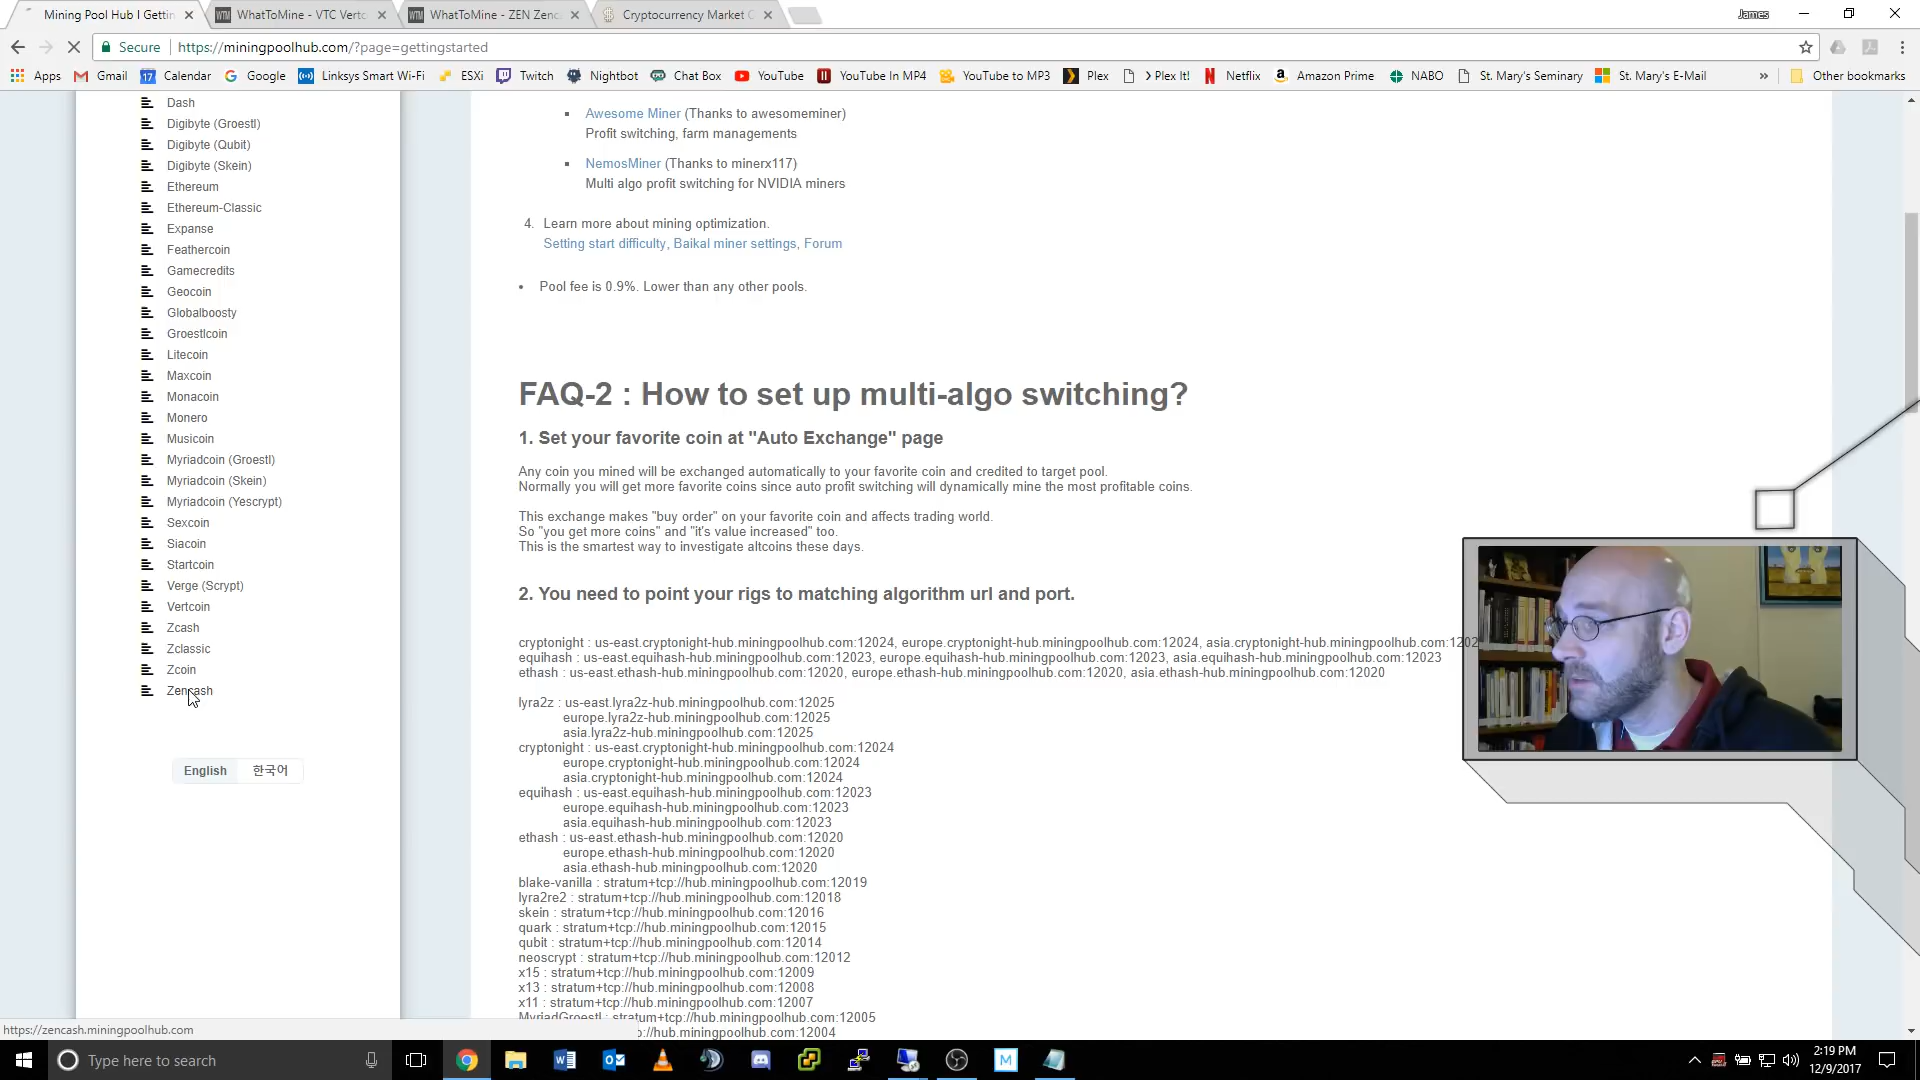 Mining Pool Hub I Gettin
WhatToMine - VTC Vertc
WhatToMine - ZEN Zenc
Cryptocurrency Market C
James
Secure
https://miningpoolhub.com/?page=gettingstarted
Apps
Gmail
Calendar
Google
Linksys Smart Wi-Fi
ESXi
Twitch
Nightbot
Chat Box
YouTube
YouTube In MP4
YouTube to MP3
Plex
> Plex It!
Netflix
Amazon Prime
NABO
St. Mary's Seminary
St. Mary's E-Mail
»
Other bookmarks
Dash
Digibyte (Groestl)
Digibyte (Qubit)
Digibyte (Skein)
Ethereum
Ethereum-Classic
Expanse
Feathercoin
Gamecredits
Geocoin
Globalboosty
Groestlcoin
Litecoin
Maxcoin
Monacoin
Monero
Musicoin
Myriadcoin (Groestl)
Myriadcoin (Skein)
Myriadcoin (Yescrypt)
Sexcoin
Siacoin
Startcoin
Verge (Scrypt)
Vertcoin
Zcash
Zclassic
Zcoin
Zencash
English
한국어
Awesome Miner (Thanks to awesomeminer)
Profit switching, farm managements
NemosMiner (Thanks to minerx117)
Multi algo profit switching for NVIDIA miners
4. Learn more about mining optimization.
Setting start difficulty, Baikal miner settings, Forum
• Pool fee is 0.9%. Lower than any other pools.
FAQ-2 : How to set up multi-algo switching?
1. Set your favorite coin at "Auto Exchange" page
Any coin you mined will be exchanged automatically to your favorite coin and credited to target pool.
Normally you will get more favorite coins since auto profit switching will dynamically mine the most profitable coins.
This exchange makes "buy order" on your favorite coin and affects trading world.
So "you get more coins" and "it's value increased" too.
This is the smartest way to investigate altcoins these days.
2. You need to point your rigs to matching algorithm url and port.
cryptonight : us-east.cryptonight-hub.miningpoolhub.com:12024, europe.cryptonight-hub.miningpoolhub.com:12024, asia.cryptonight-hub.miningpoolhub.com:1202
equihash : us-east.equihash-hub.miningpoolhub.com:12023, europe.equihash-hub.miningpoolhub.com:12023, asia.equihash-hub.miningpoolhub.com:12023
ethash : us-east.ethash-hub.miningpoolhub.com:12020, europe.ethash-hub.miningpoolhub.com:12020, asia.ethash-hub.miningpoolhub.com:12020
lyra2z : us-east.lyra2z-hub.miningpoolhub.com:12025
europe.lyra2z-hub.miningpoolhub.com:12025
asia.lyra2z-hub.miningpoolhub.com:12025
cryptonight : us-east.cryptonight-hub.miningpoolhub.com:12024
europe.cryptonight-hub.miningpoolhub.com:12024
asia.cryptonight-hub.miningpoolhub.com:12024
equihash : us-east.equihash-hub.miningpoolhub.com:12023
europe.equihash-hub.miningpoolhub.com:12023
asia.equihash-hub.miningpoolhub.com:12023
ethash : us-east.ethash-hub.miningpoolhub.com:12020
europe.ethash-hub.miningpoolhub.com:12020
asia.ethash-hub.miningpoolhub.com:12020
blake-vanilla : stratum+tcp://hub.miningpoolhub.com:12019
lyra2re2 : stratum+tcp://hub.miningpoolhub.com:12018
skein : stratum+tcp://hub.miningpoolhub.com:12016
quark : stratum+tcp://hub.miningpoolhub.com:12015
qubit : stratum+tcp://hub.miningpoolhub.com:12014
neoscrypt : stratum+tcp://hub.miningpoolhub.com:12012
x15 : stratum+tcp://hub.miningpoolhub.com:12009
x13 : stratum+tcp://hub.miningpoolhub.com:12008
x11 : stratum+tcp://hub.miningpoolhub.com:12007
MyriadGroestl : stratum+tcp://hub.miningpoolhub.com:12005
://hub.miningpoolhub.com:12004
https://zencash.miningpoolhub.com
Type here to search
2:19 PM
12/9/2017